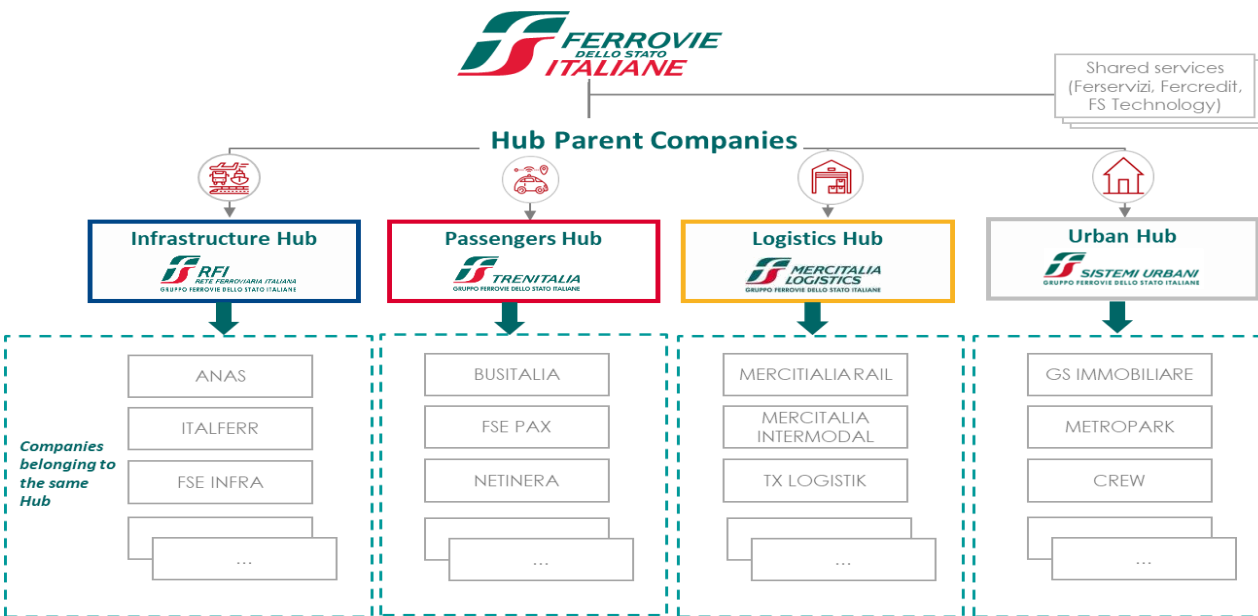 FERROVIE
DELLO STATO
ITALIANE
Shared services
(Ferservizi, Fercredit,
FS Technology)
Hub Parent Companies
Infrastructure Hub
RFI
RETE FERROVIARIA ITALIANA
GRUPPO FERROVIE DELLO STATO ITALIANE
Passengers Hub
TRENITALIA
GRUPPO FERROVIE DELLO STATO ITALIANE
Logistics Hub
MERCITALIA
LOGISTICS
GRUPPO FERROVIE DELLO STATO ITALIANE
Urban Hub
SISTEMI URBANI
GRUPPO FERROVIE DELLO STATO ITALIANE
Companies
belonging to
the same
Hub
ANAS
ITALFERR
FSE INFRA
...
BUSITALIA
FSE PAX
NETINERA
...
MERCITIALIA RAIL
MERCITALIA
INTERMODAL
TX LOGISTIK
...
GS IMMOBILIARE
METROPARK
CREW
...